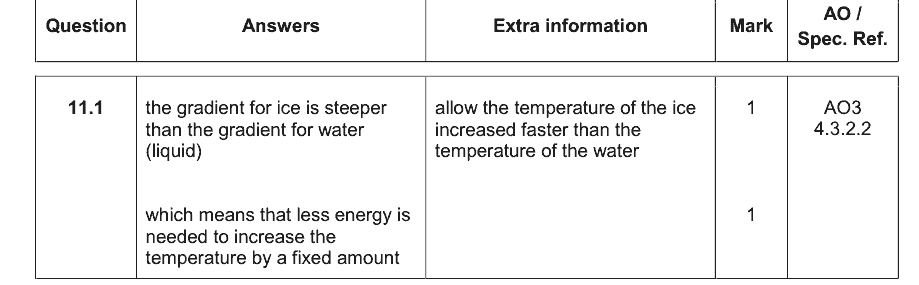 Question Answers Extra information Mark AO /
Spec. Ref.
11.1 the gradient for ice is steeper allow the temperature of the ice 1 AO3
than the gradient for water increased faster than the 4.3.2.2
(liquid) temperature of the water
which means that less energy is 1
needed to increase the
temperature by a fixed amount